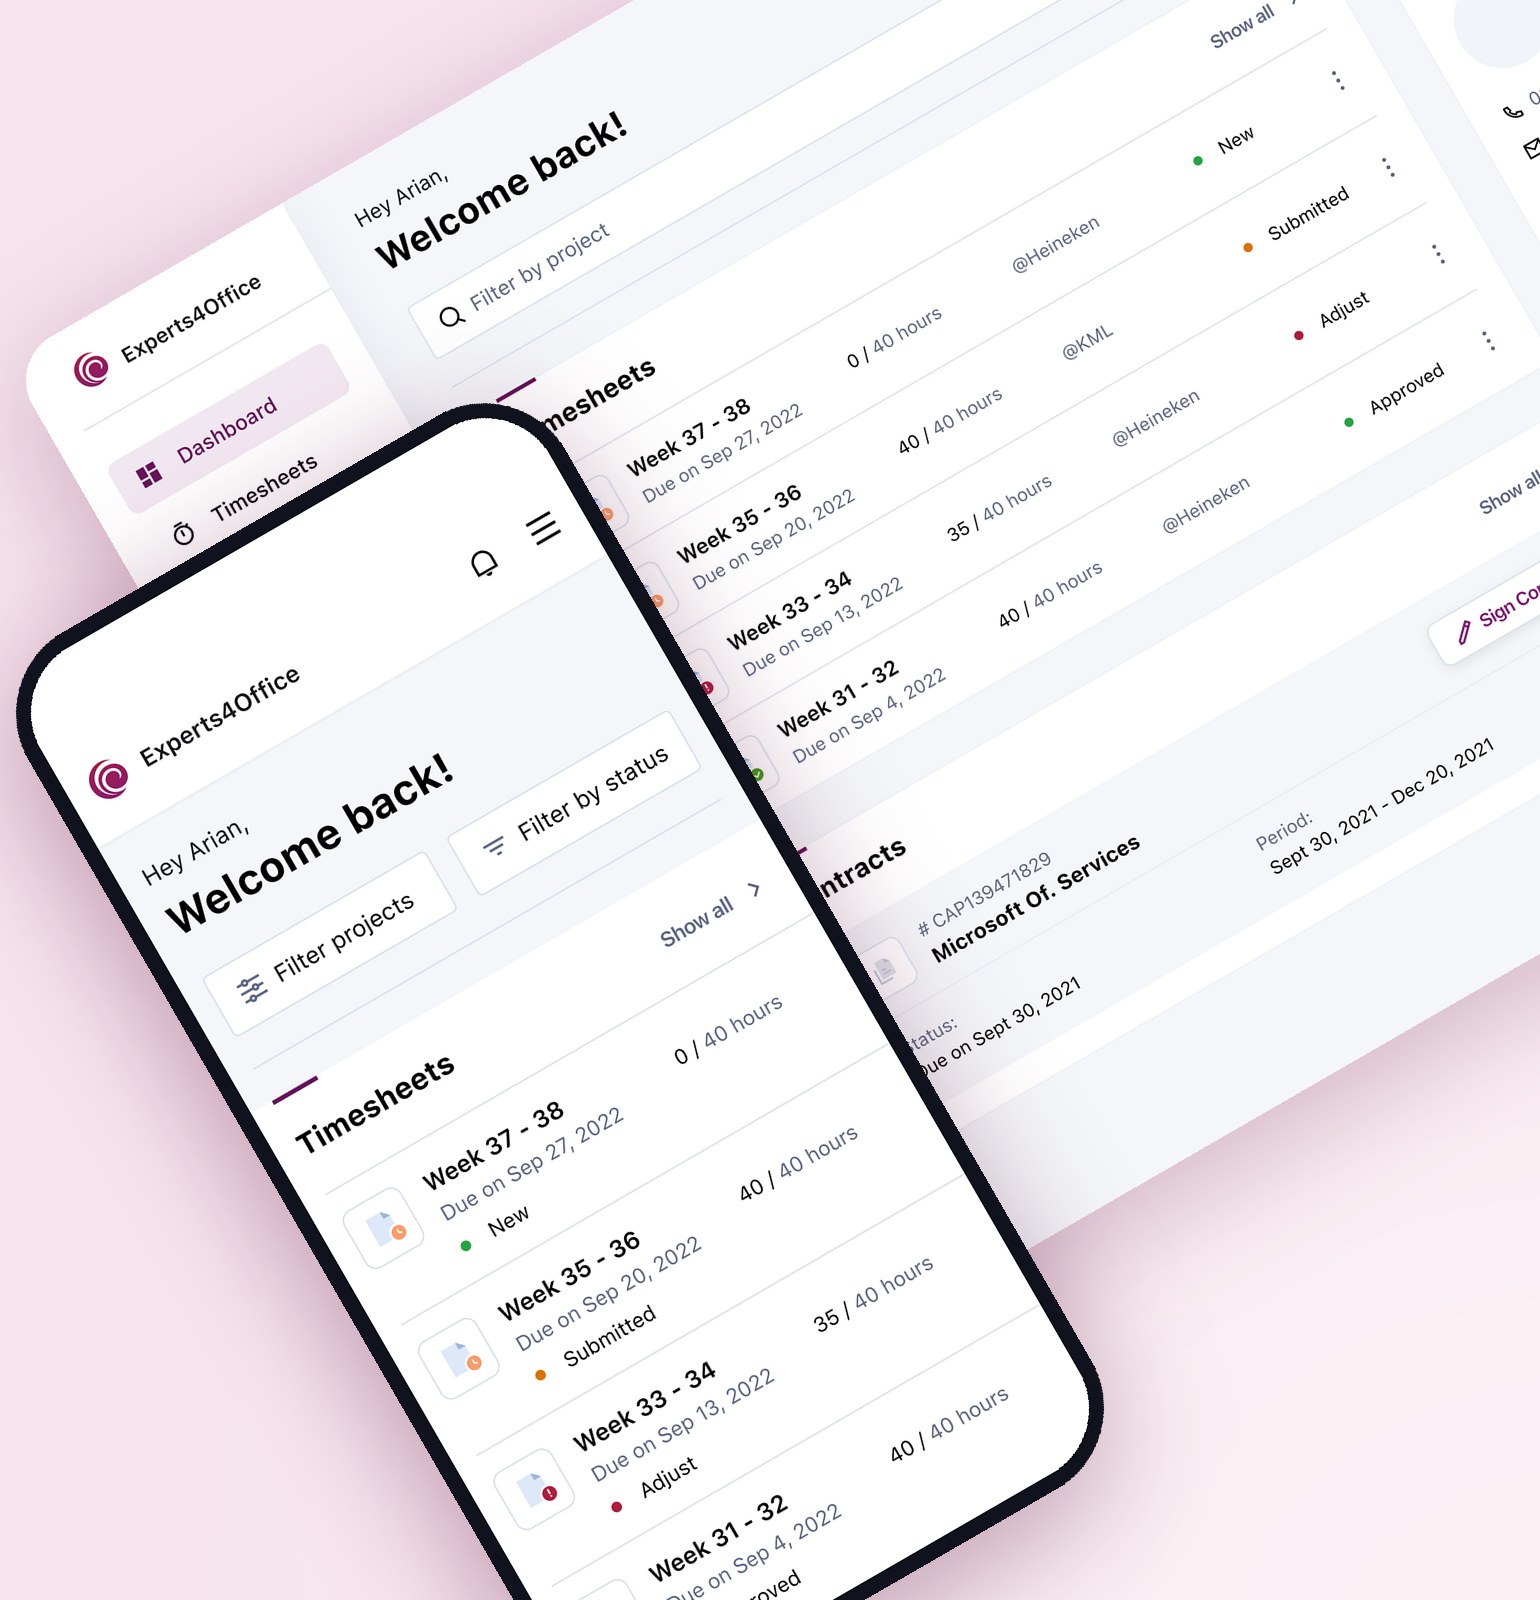 Experts4Office
Dashboard
Timesheets
Hey Arian,
Welcome back!
Filter by project
Show all
Week 37 - 38
Due on Sep 27, 2022
0 / 40 hours
@Heineken
New
Week 35 - 36
Due on Sep 20, 2022
40 / 40 hours
@KML
Submitted
Week 33 - 34
Due on Sep 13, 2022
35 / 40 hours
@Heineken
Adjust
Week 31 - 32
Due on Sep 4, 2022
40 / 40 hours
@Heineken
Approved
Show all
Sign
# CAP139471829
Microsoft Of. Services
Period:
Sept 30, 2021 - Dec 20, 2021
Due on Sept 30, 2021
Experts4Office
Hey Arian,
Welcome back!
Filter projects
Filter by status
Show all
Timesheets
Week 37 - 38
Due on Sep 27, 2022
New
0 / 40 hours
Week 35 - 36
Due on Sep 20, 2022
Submitted
40 / 40 hours
Week 33 - 34
Due on Sep 13, 2022
Adjust
35 / 40 hours
Week 31 - 32
Due on Sep 4, 2022
40 / 40 hours